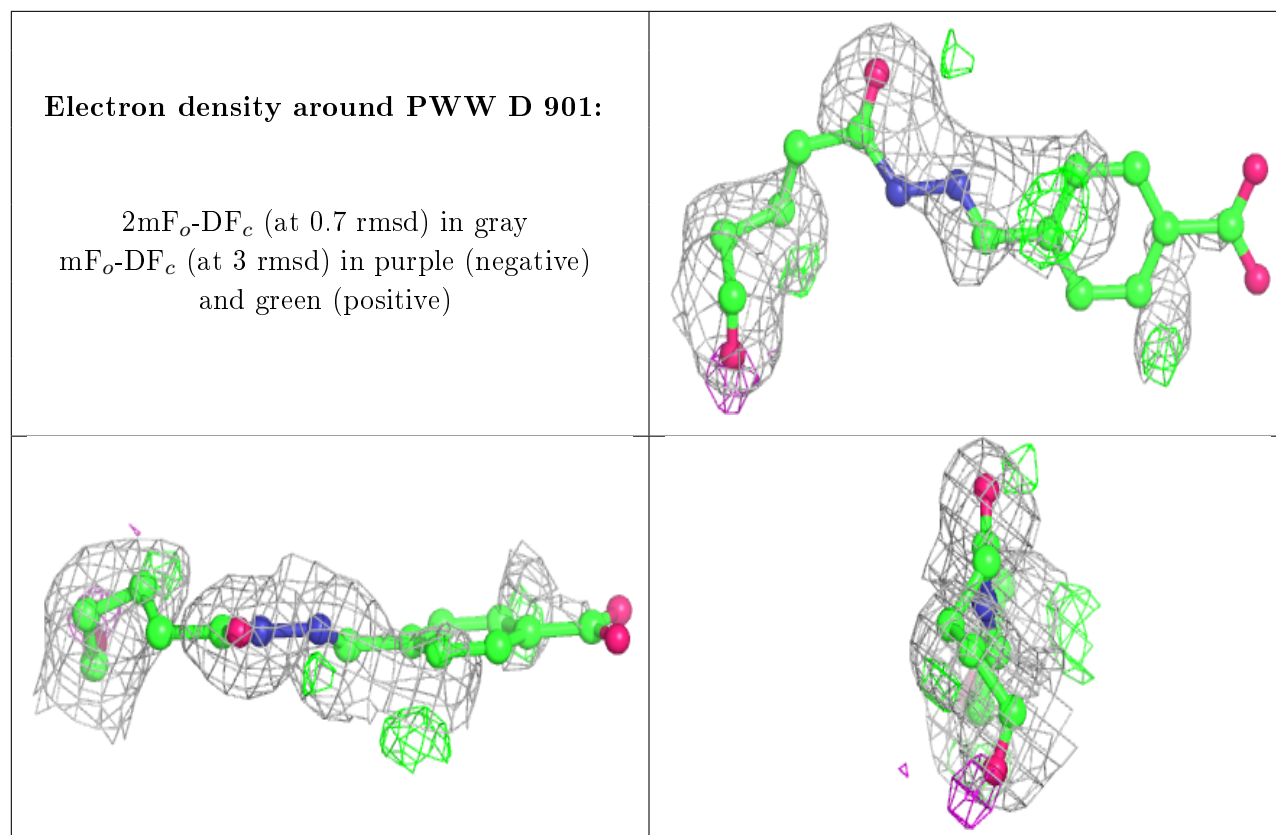 Electron density around PWW D 901:
2mFₒ-DF𝒸 (at 0.7 rmsd) in gray
mFₒ-DF𝒸 (at 3 rmsd) in purple (negative)
and green (positive)